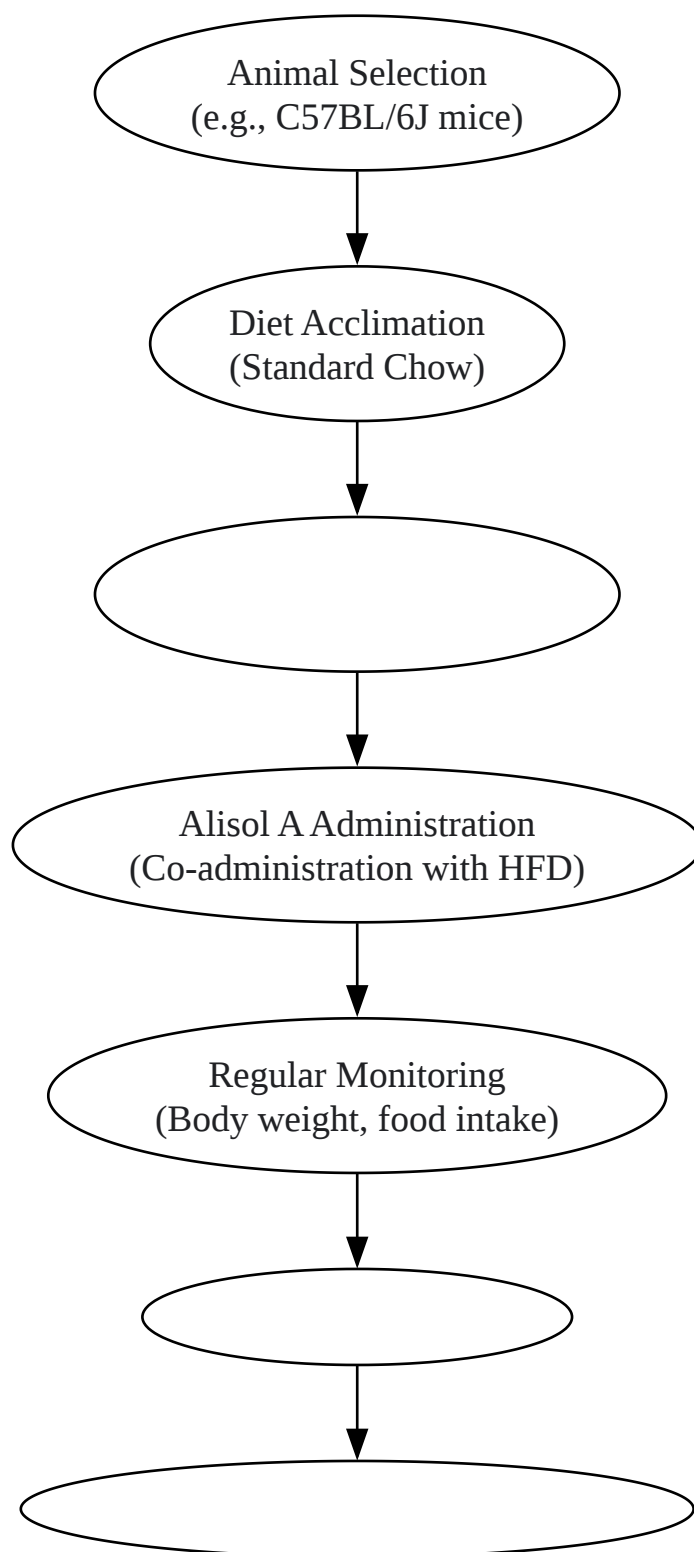 Animal Selection
(e.g., C57BL/6J mice)
Diet Acclimation
(Standard Chow)
Alisol A Administration
(Co-administration with HFD)
Regular Monitoring
(Body weight, food intake)